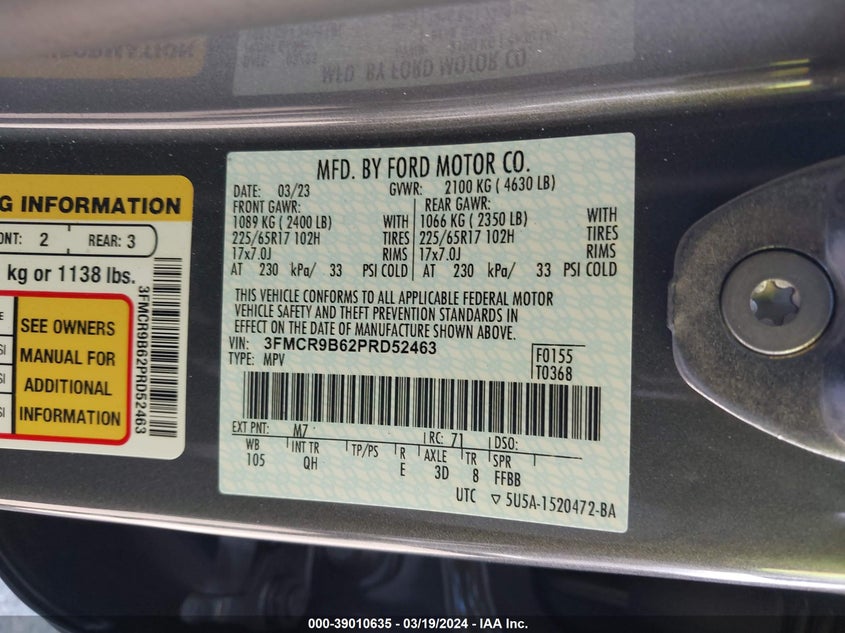 MFD. BY FORD MOTOR CO.
G INFORMATION
ONT: 2 REAR: 3
kg or 1138 lbs.
SEE OWNERS
MANUAL FOR
ADDITIONAL
INFORMATION
3FMCR9B62PRD52463
MFD. BY FORD MOTOR CO.
DATE: 03/23 GVWR: 2100 KG ( 4630 LB)
FRONT GAWR: REAR GAWR:
1089 KG ( 2400 LB) WITH 1066 KG ( 2350 LB) WITH
225/65R17 102H TIRES 225/65R17 102H TIRES
17x7.0J RIMS 17x7.0J RIMS
AT 230 kPa/ 33 PSI COLD AT 230 kPa/ 33 PSI COLD
THIS VEHICLE CONFORMS TO ALL APPLICABLE FEDERAL MOTOR
VEHICLE SAFETY AND THEFT PREVENTION STANDARDS IN
EFFECT ON THE DATE OF MANUFACTURE SHOWN ABOVE.
VIN: 3FMCR9B62PRD52463 F0155
TYPE: MPV T0368
EXT PNT: M7 RC: 71 DSO:
WB INT TR TP/PS R AXLE TR SPR
105 QH E 3D 8 FFBB
UTC ▽ 5U5A-1520472-BA
000-39010635 - 03/19/2024 - IAA Inc.